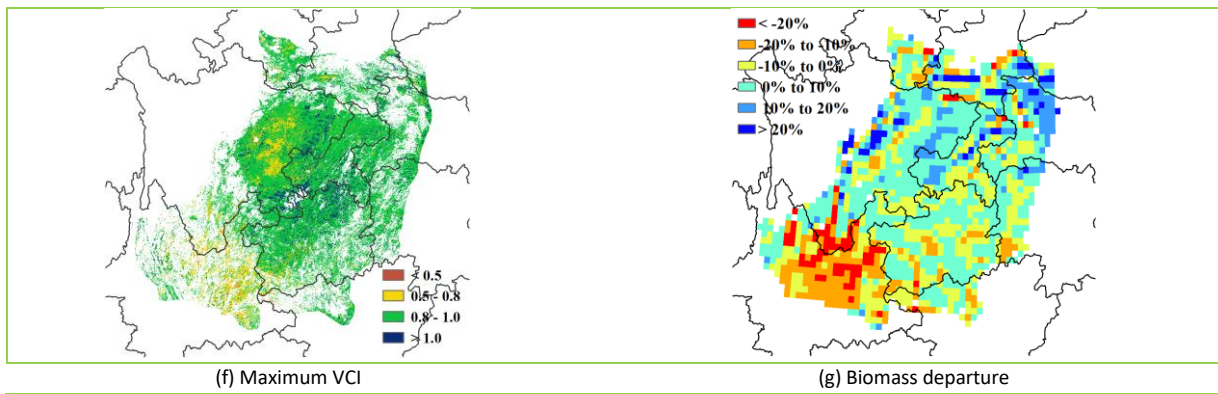 < 0.5
0.5 - 0.8
0.8 - 1.0
> 1.0
< -20%
-20% to -10%
-10% to 0%
0% to 10%
10% to 20%
> 20%
(f) Maximum VCI
(g) Biomass departure